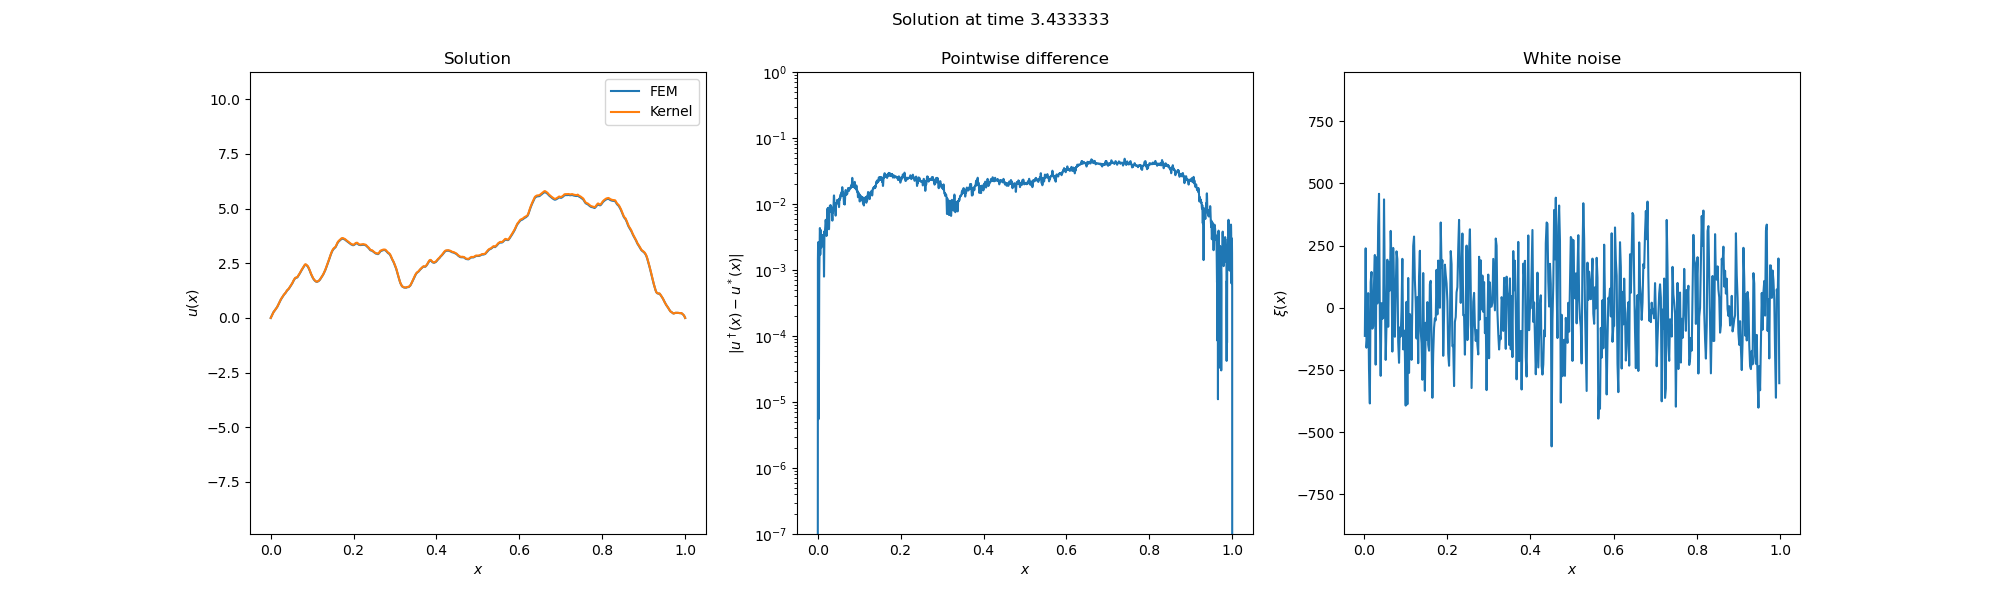 Solution at time 3.433333
Solution
10.0
7.5
5.0
2.5
0.0
−2.5
−5.0
−7.5
u(x)
0.0 0.2 0.4 0.6 0.8 1.0
x
FEM
Kernel
Pointwise difference
10⁰
10⁻¹
10⁻²
10⁻³
10⁻⁴
10⁻⁵
10⁻⁶
10⁻⁷
|u†(x) − u*(x)|
0.0 0.2 0.4 0.6 0.8 1.0
x
White noise
750
500
250
0
−250
−500
−750
ξ(x)
0.0 0.2 0.4 0.6 0.8 1.0
x